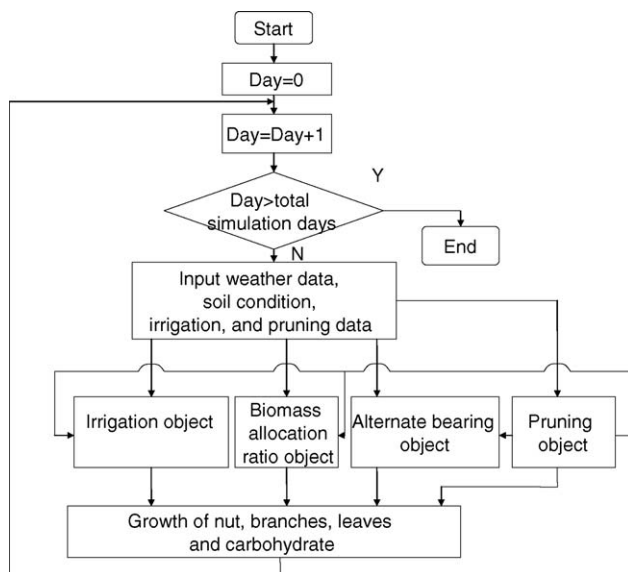 Start
Day=0
Day=Day+1
Y
Day>total
simulation days
End
N
Input weather data,
soil condition,
irrigation, and pruning data
Irrigation object
Biomass
allocation
ratio object
Alternate bearing
object
Pruning
object
Growth of nut, branches, leaves
and carbohydrate